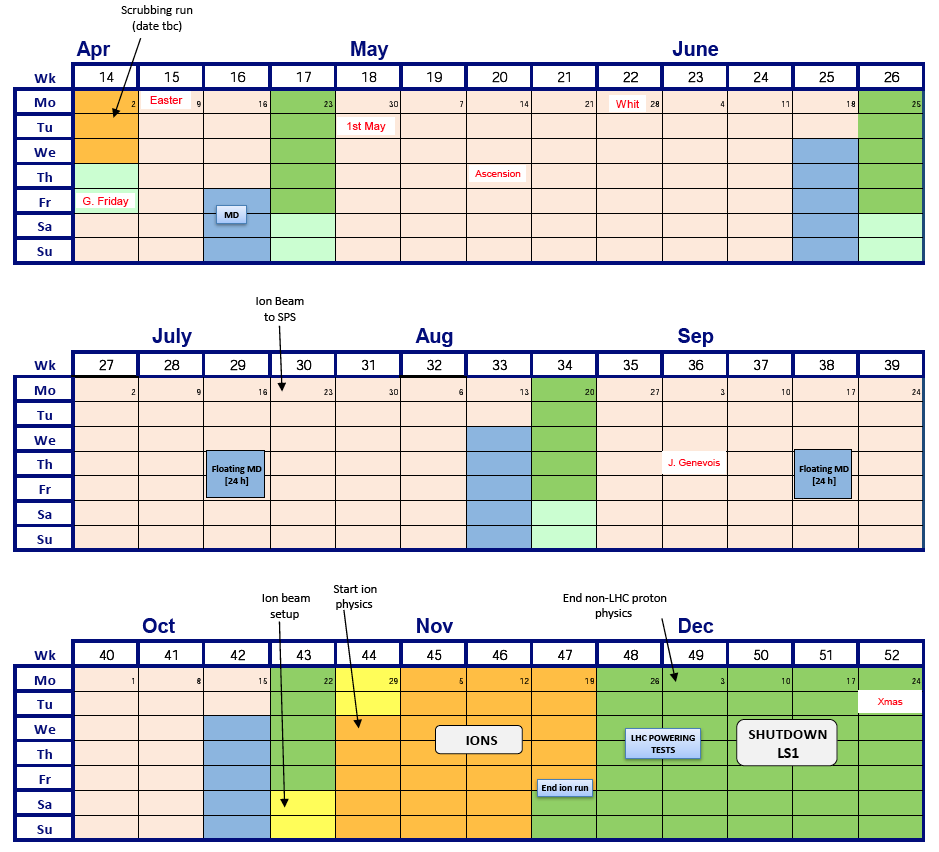 Scrubbing run
(date tbc)
Apr May June
Wk 14 15 16 17 18 19 20 21 22 23 24 25 26
Mo 2 Easter 9 16 23 30 7 14 21 Whit 28 4 11 18 25
Tu 1st May
We
Th Ascension
Fr G. Friday
MD
Sa
Su
Ion Beam
to SPS
July Aug Sep
Wk 27 28 29 30 31 32 33 34 35 36 37 38 39
Mo 2 9 16 23 30 6 13 20 27 3 10 17 24
Tu
We
Th J. Genevois
Floating MD Floating MD
[24 h] [24 h]
Fr
Sa
Su
Ion beam
setup
Start ion
physics
End non-LHC proton
physics
Oct Nov Dec
Wk 40 41 42 43 44 45 46 47 48 49 50 51 52
Mo 1 8 15 22 29 5 12 19 26 3 10 17 24
Tu Xmas
We
IONS
LHC POWERING
TESTS
SHUTDOWN
LS1
Th
Fr
End ion run
Sa
Su